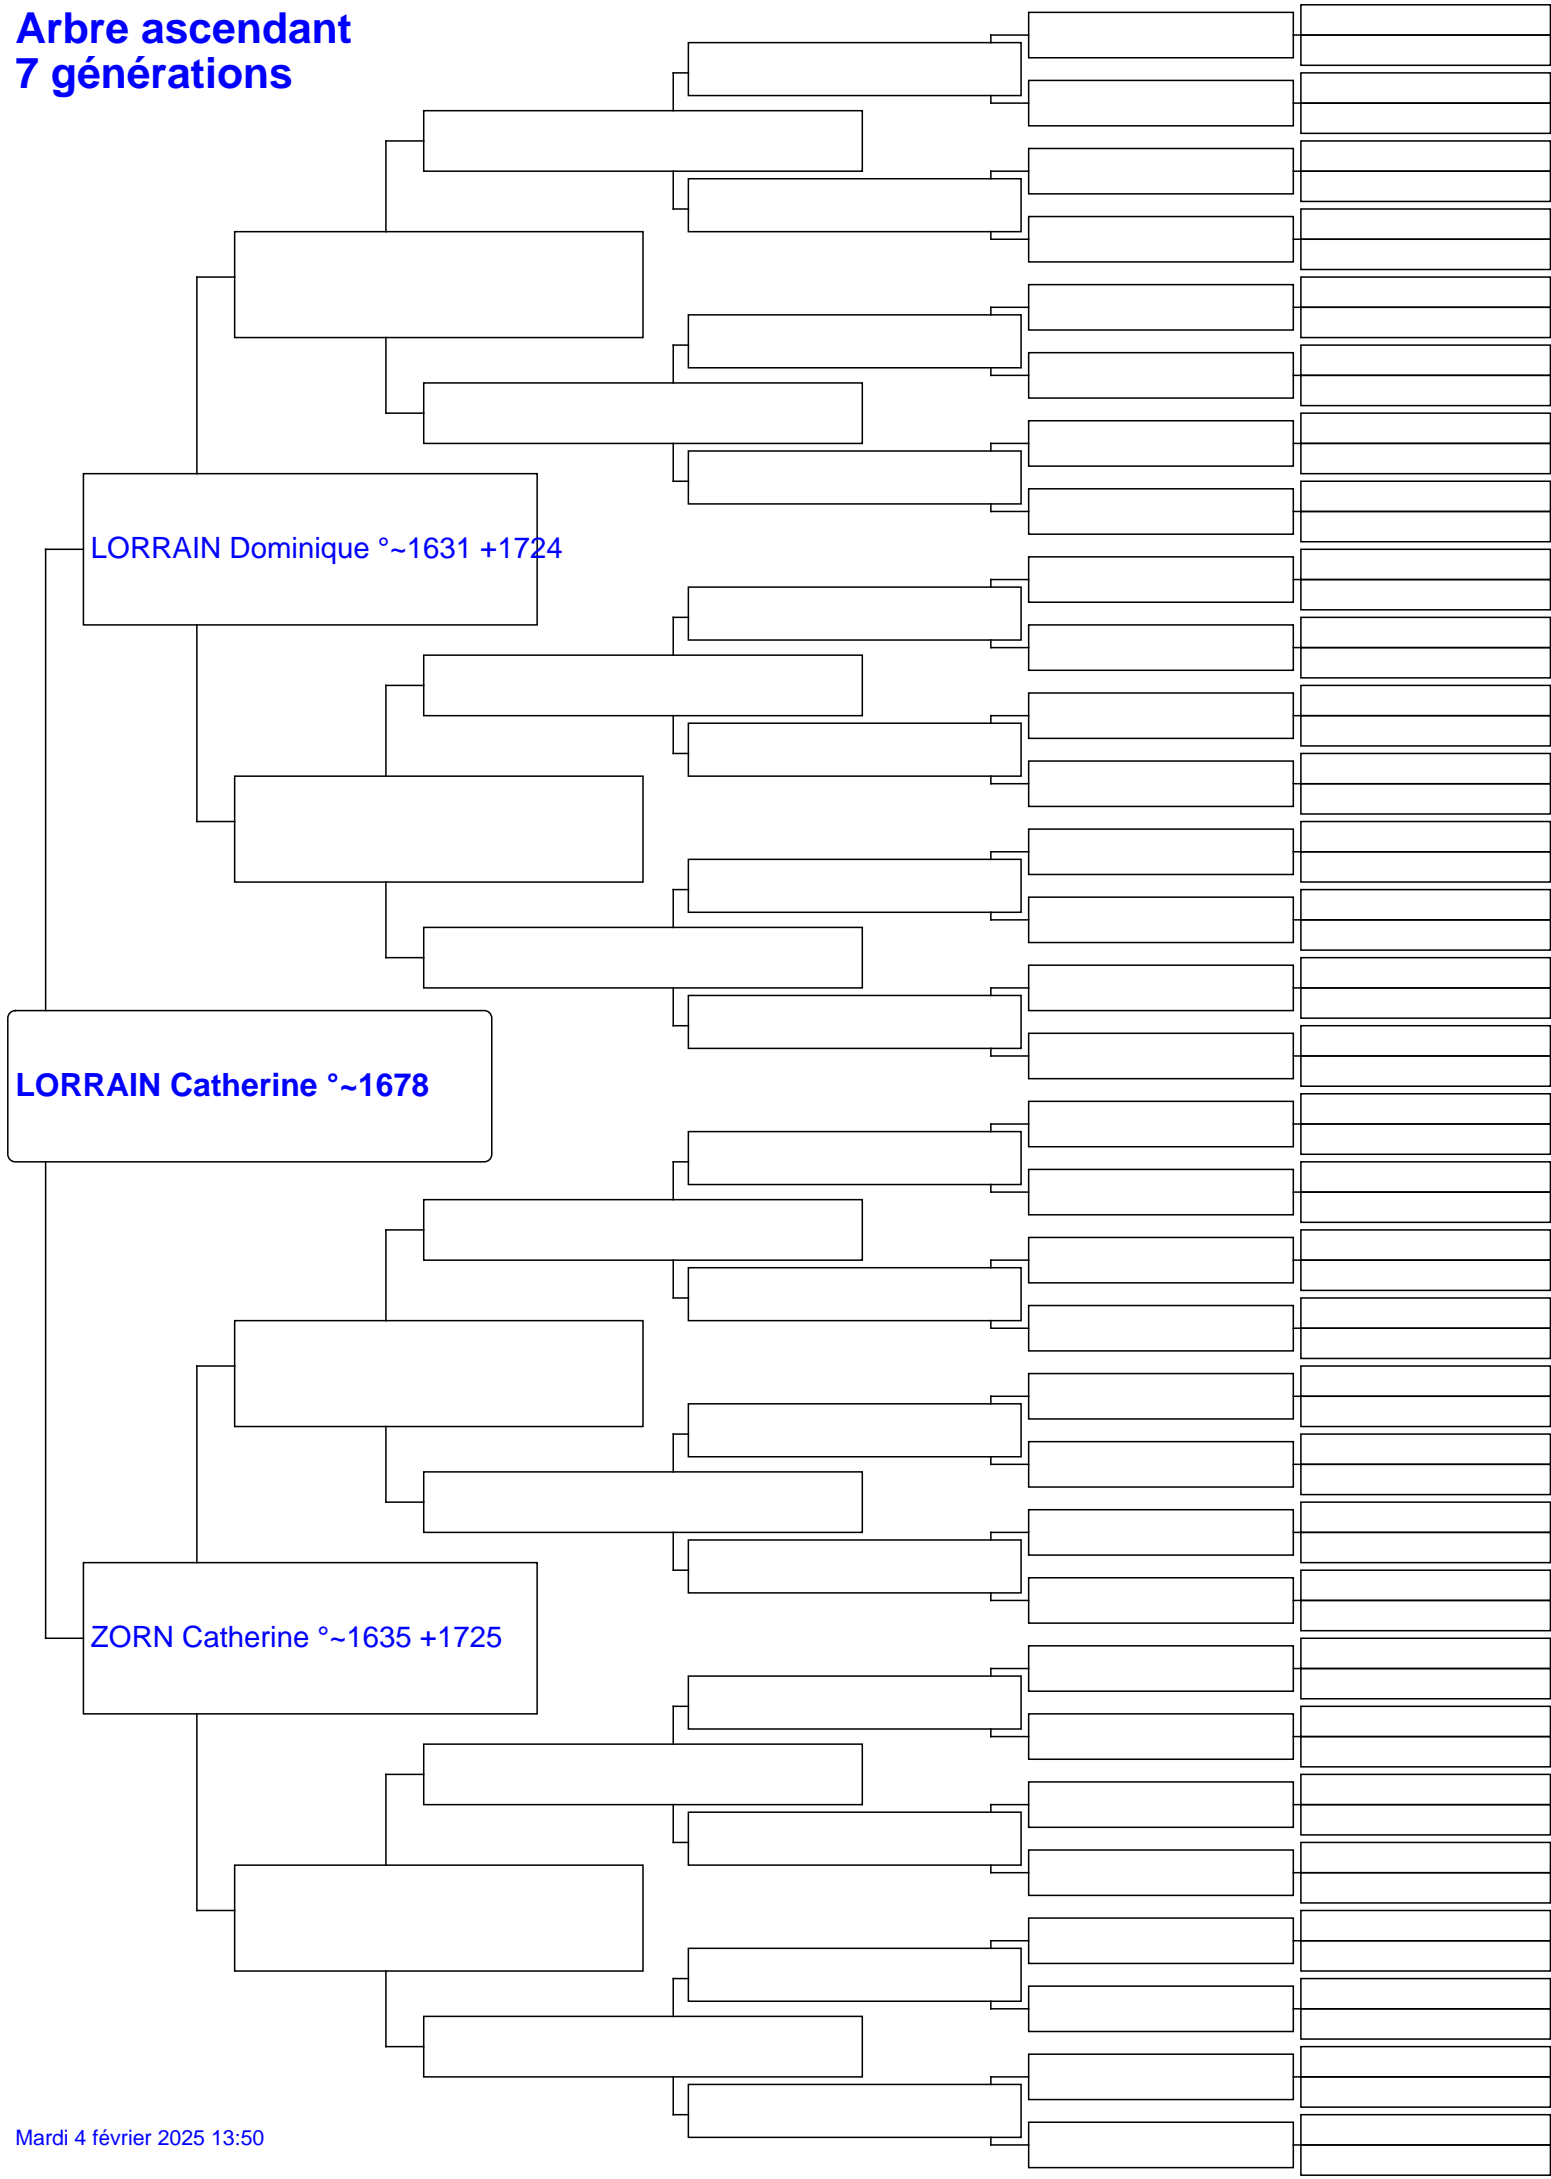 Arbre ascendant
7 générations
LORRAIN Dominique °~1631 +1724
LORRAIN Catherine °~1678
ZORN Catherine °~1635 +1725
Mardi 4 février 2025 13:50